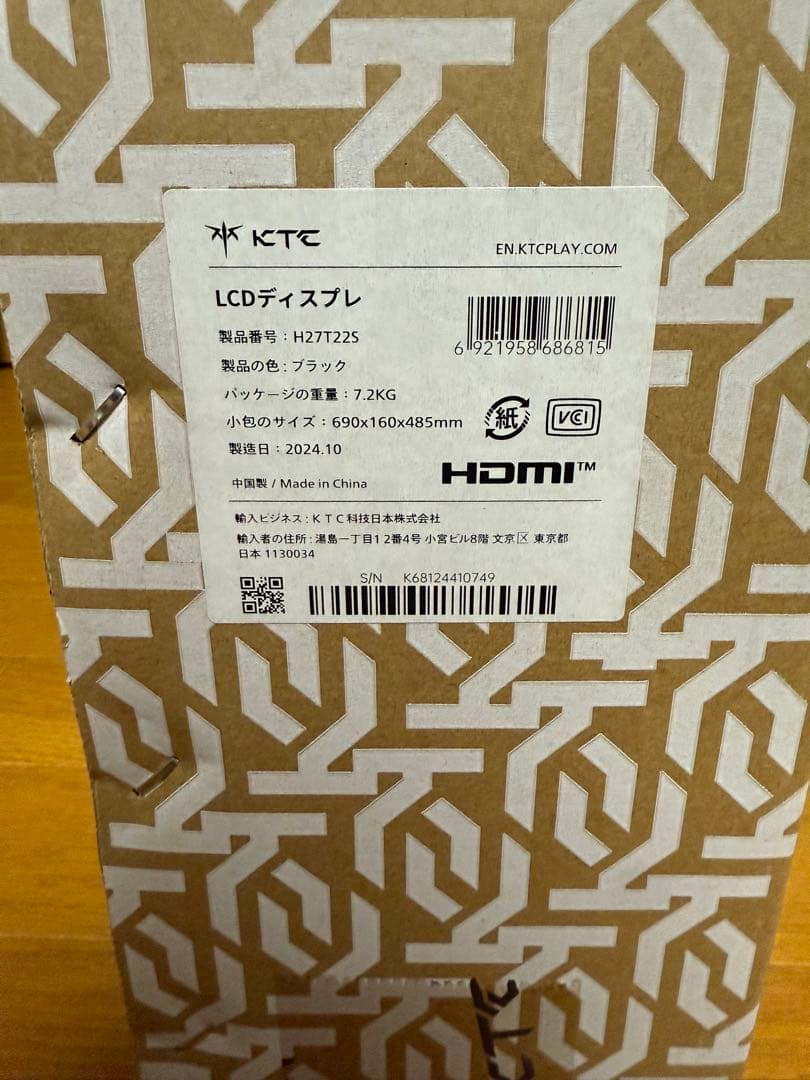 KTC
EN.KTCPLAY.COM
LCDディスプレ
製品番号：H27T22S
製品の色：ブラック
パッケージの重量：7.2KG
小包のサイズ：690x160x485mm
製造日：2024.10
中国製 / Made in China
6 921958 686815
紙
VCCI
HDMI™
輸入ビジネス：ＫＴＣ科技日本株式会社
輸入者の住所：湯島一丁目1 2番4号 小宮ビル8階 文京区 東京都
日本 1130034
S/N K68124410749
KTC